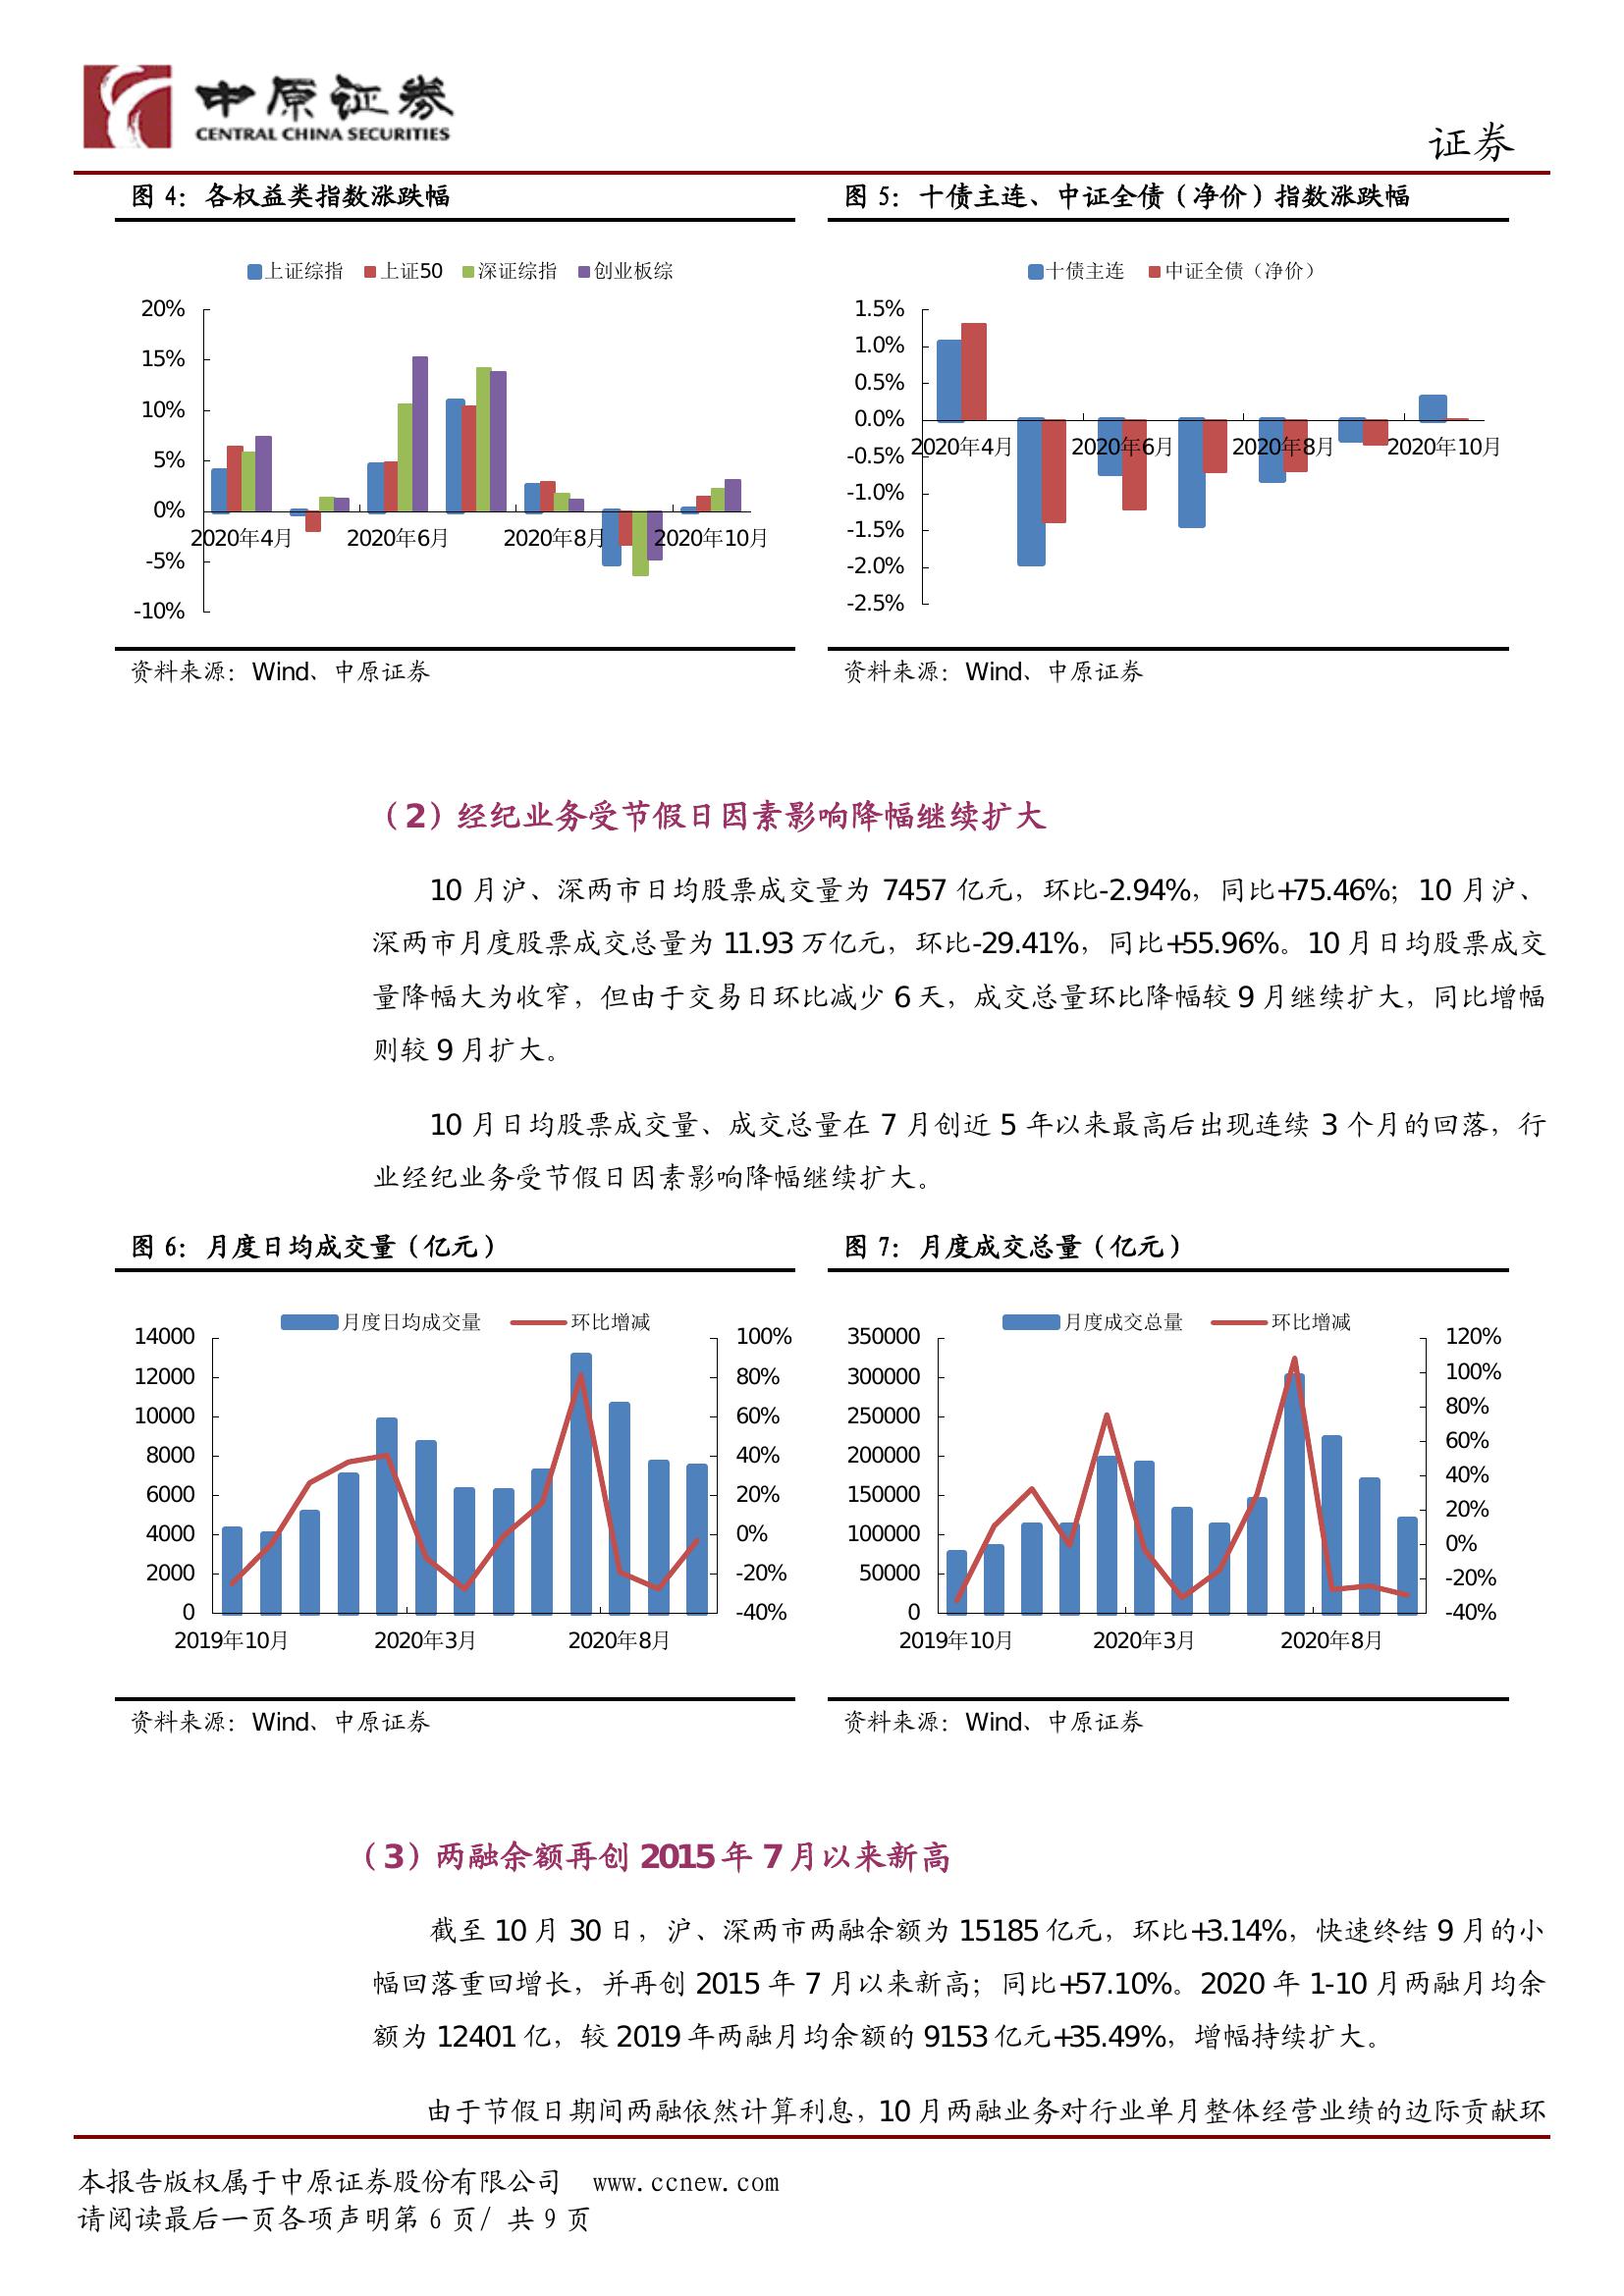 中原证券
CENTRAL CHINA SECURITIES
证券
图 4：各权益类指数涨跌幅
上证综指 上证50 深证综指 创业板综
20%
15%
10%
5%
0%
-5%
-10%
2020年4月 2020年6月 2020年8月 2020年10月
资料来源：Wind、中原证券
图 5：十债主连、中证全债（净价）指数涨跌幅
十债主连 中证全债（净价）
1.5%
1.0%
0.5%
0.0%
-0.5%
-1.0%
-1.5%
-2.0%
-2.5%
2020年4月 2020年6月 2020年8月 2020年10月
资料来源：Wind、中原证券
（2）经纪业务受节假日因素影响降幅继续扩大
10 月沪、深两市日均股票成交量为 7457 亿元，环比-2.94%，同比+75.46%；10 月沪、
深两市月度股票成交总量为 11.93 万亿元，环比-29.41%，同比+55.96%。10 月日均股票成交
量降幅大为收窄，但由于交易日环比减少 6 天，成交总量环比降幅较 9 月继续扩大，同比增幅
则较 9 月扩大。
10 月日均股票成交量、成交总量在 7 月创近 5 年以来最高后出现连续 3 个月的回落，行
业经纪业务受节假日因素影响降幅继续扩大。
图 6：月度日均成交量（亿元）
月度日均成交量 环比增减
14000
12000
10000
8000
6000
4000
2000
0
100%
80%
60%
40%
20%
0%
-20%
-40%
2019年10月 2020年3月 2020年8月
资料来源：Wind、中原证券
图 7：月度成交总量（亿元）
月度成交总量 环比增减
350000
300000
250000
200000
150000
100000
50000
0
120%
100%
80%
60%
40%
20%
0%
-20%
-40%
2019年10月 2020年3月 2020年8月
资料来源：Wind、中原证券
（3）两融余额再创 2015 年 7 月以来新高
截至 10 月 30 日，沪、深两市两融余额为 15185 亿元，环比+3.14%，快速终结 9 月的小
幅回落重回增长，并再创 2015 年 7 月以来新高；同比+57.10%。2020 年 1-10 月两融月均余
额为 12401 亿，较 2019 年两融月均余额的 9153 亿元+35.49%，增幅持续扩大。
由于节假日期间两融依然计算利息，10 月两融业务对行业单月整体经营业绩的边际贡献环
本报告版权属于中原证券股份有限公司 www.ccnew.com
请阅读最后一页各项声明第 6 页/ 共 9 页